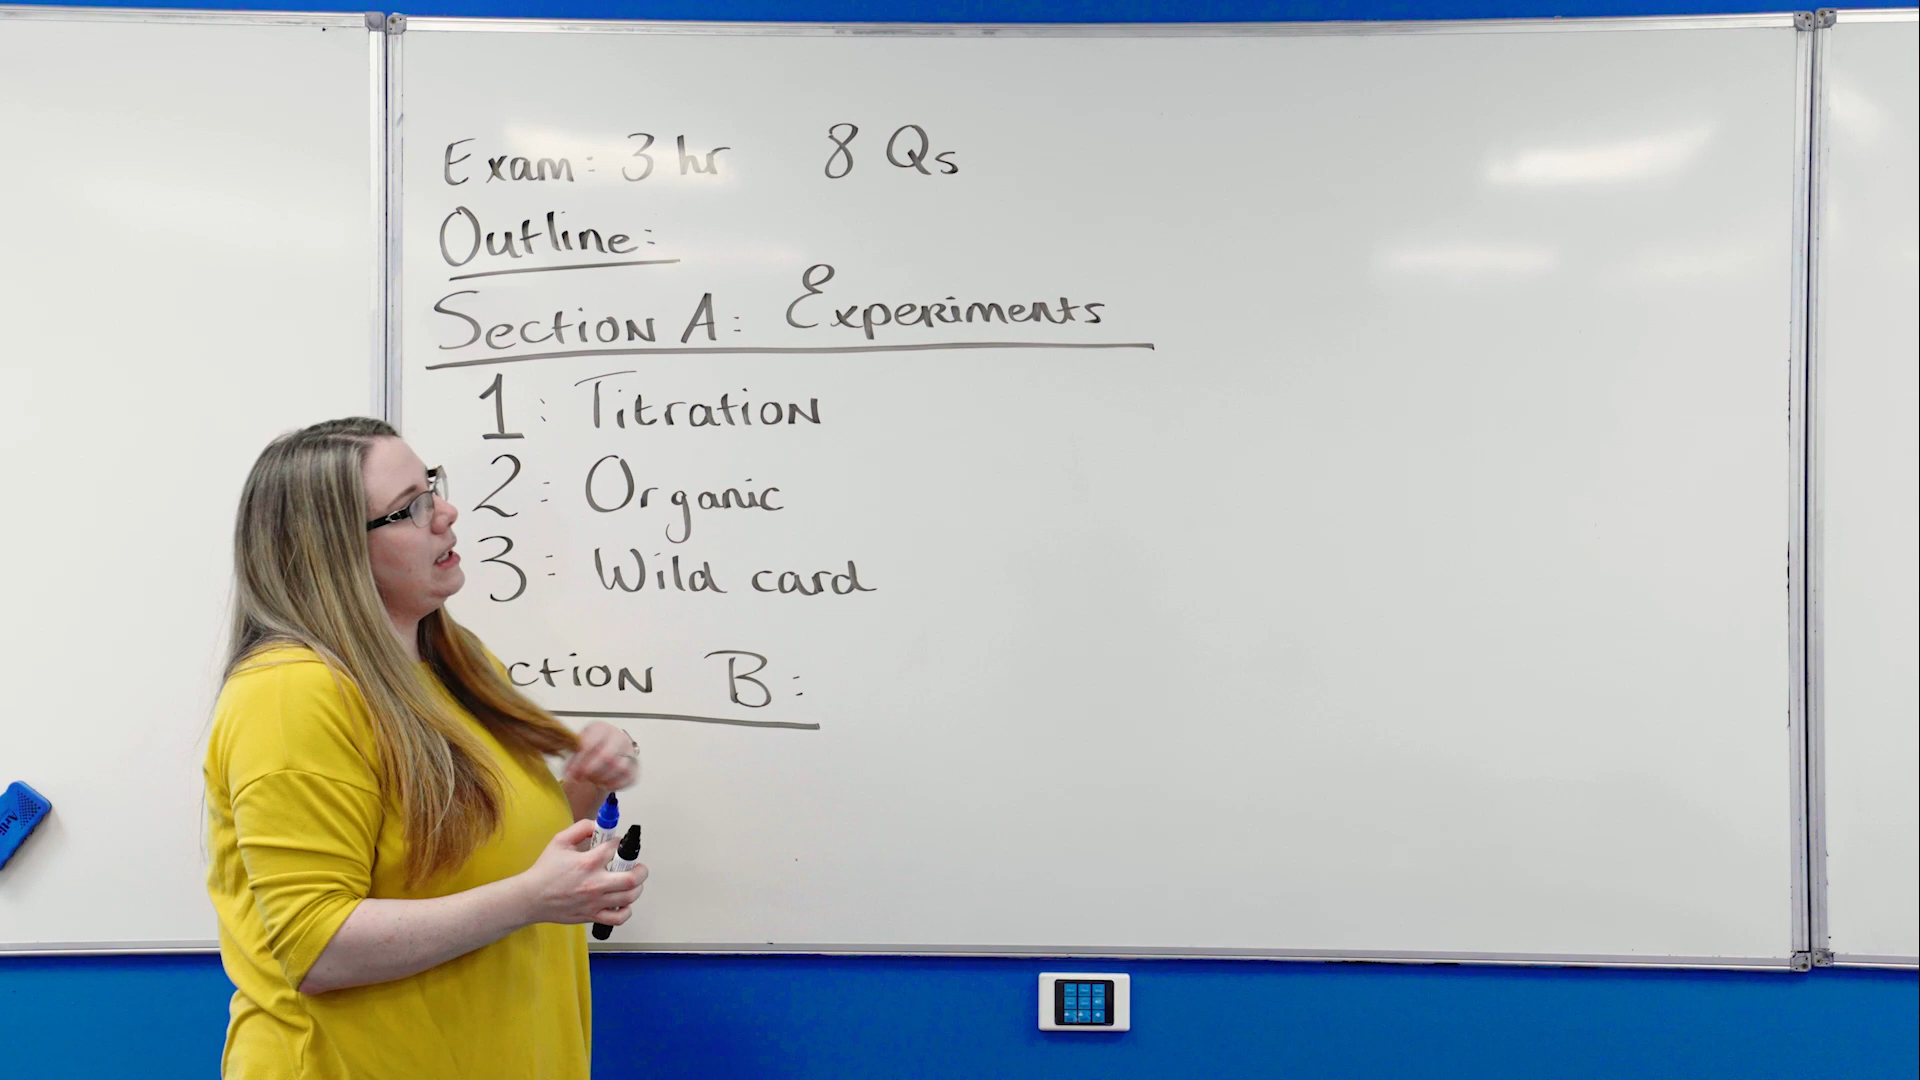 Exam: 3 hr 8 Qs
Outline:
Section A: Experiments
1: Titration
2: Organic
3: Wild card
ction B: